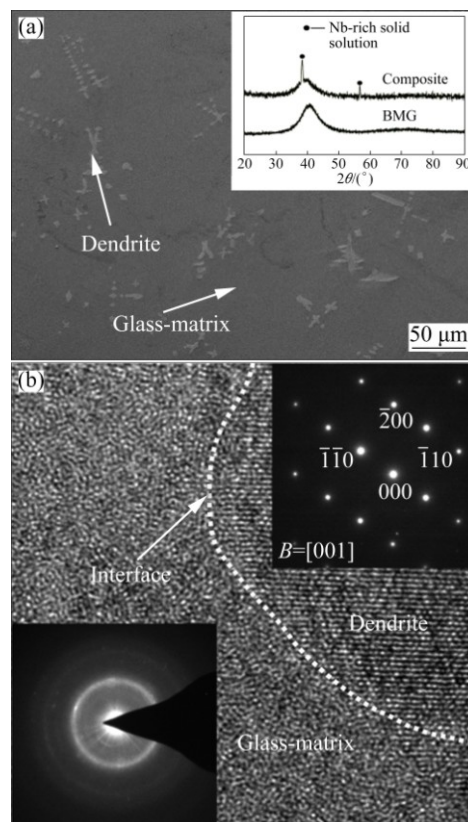 (a)
Nb-rich solid
solution
Composite
BMG
20 30 40 50 60 70 80 90
2θ/(°)
Dendrite
Glass-matrix
50 μm
(b)
2̅00
1̅1̅0 1̅10
000
Interface
B=[001]
Dendrite
Glass-matrix